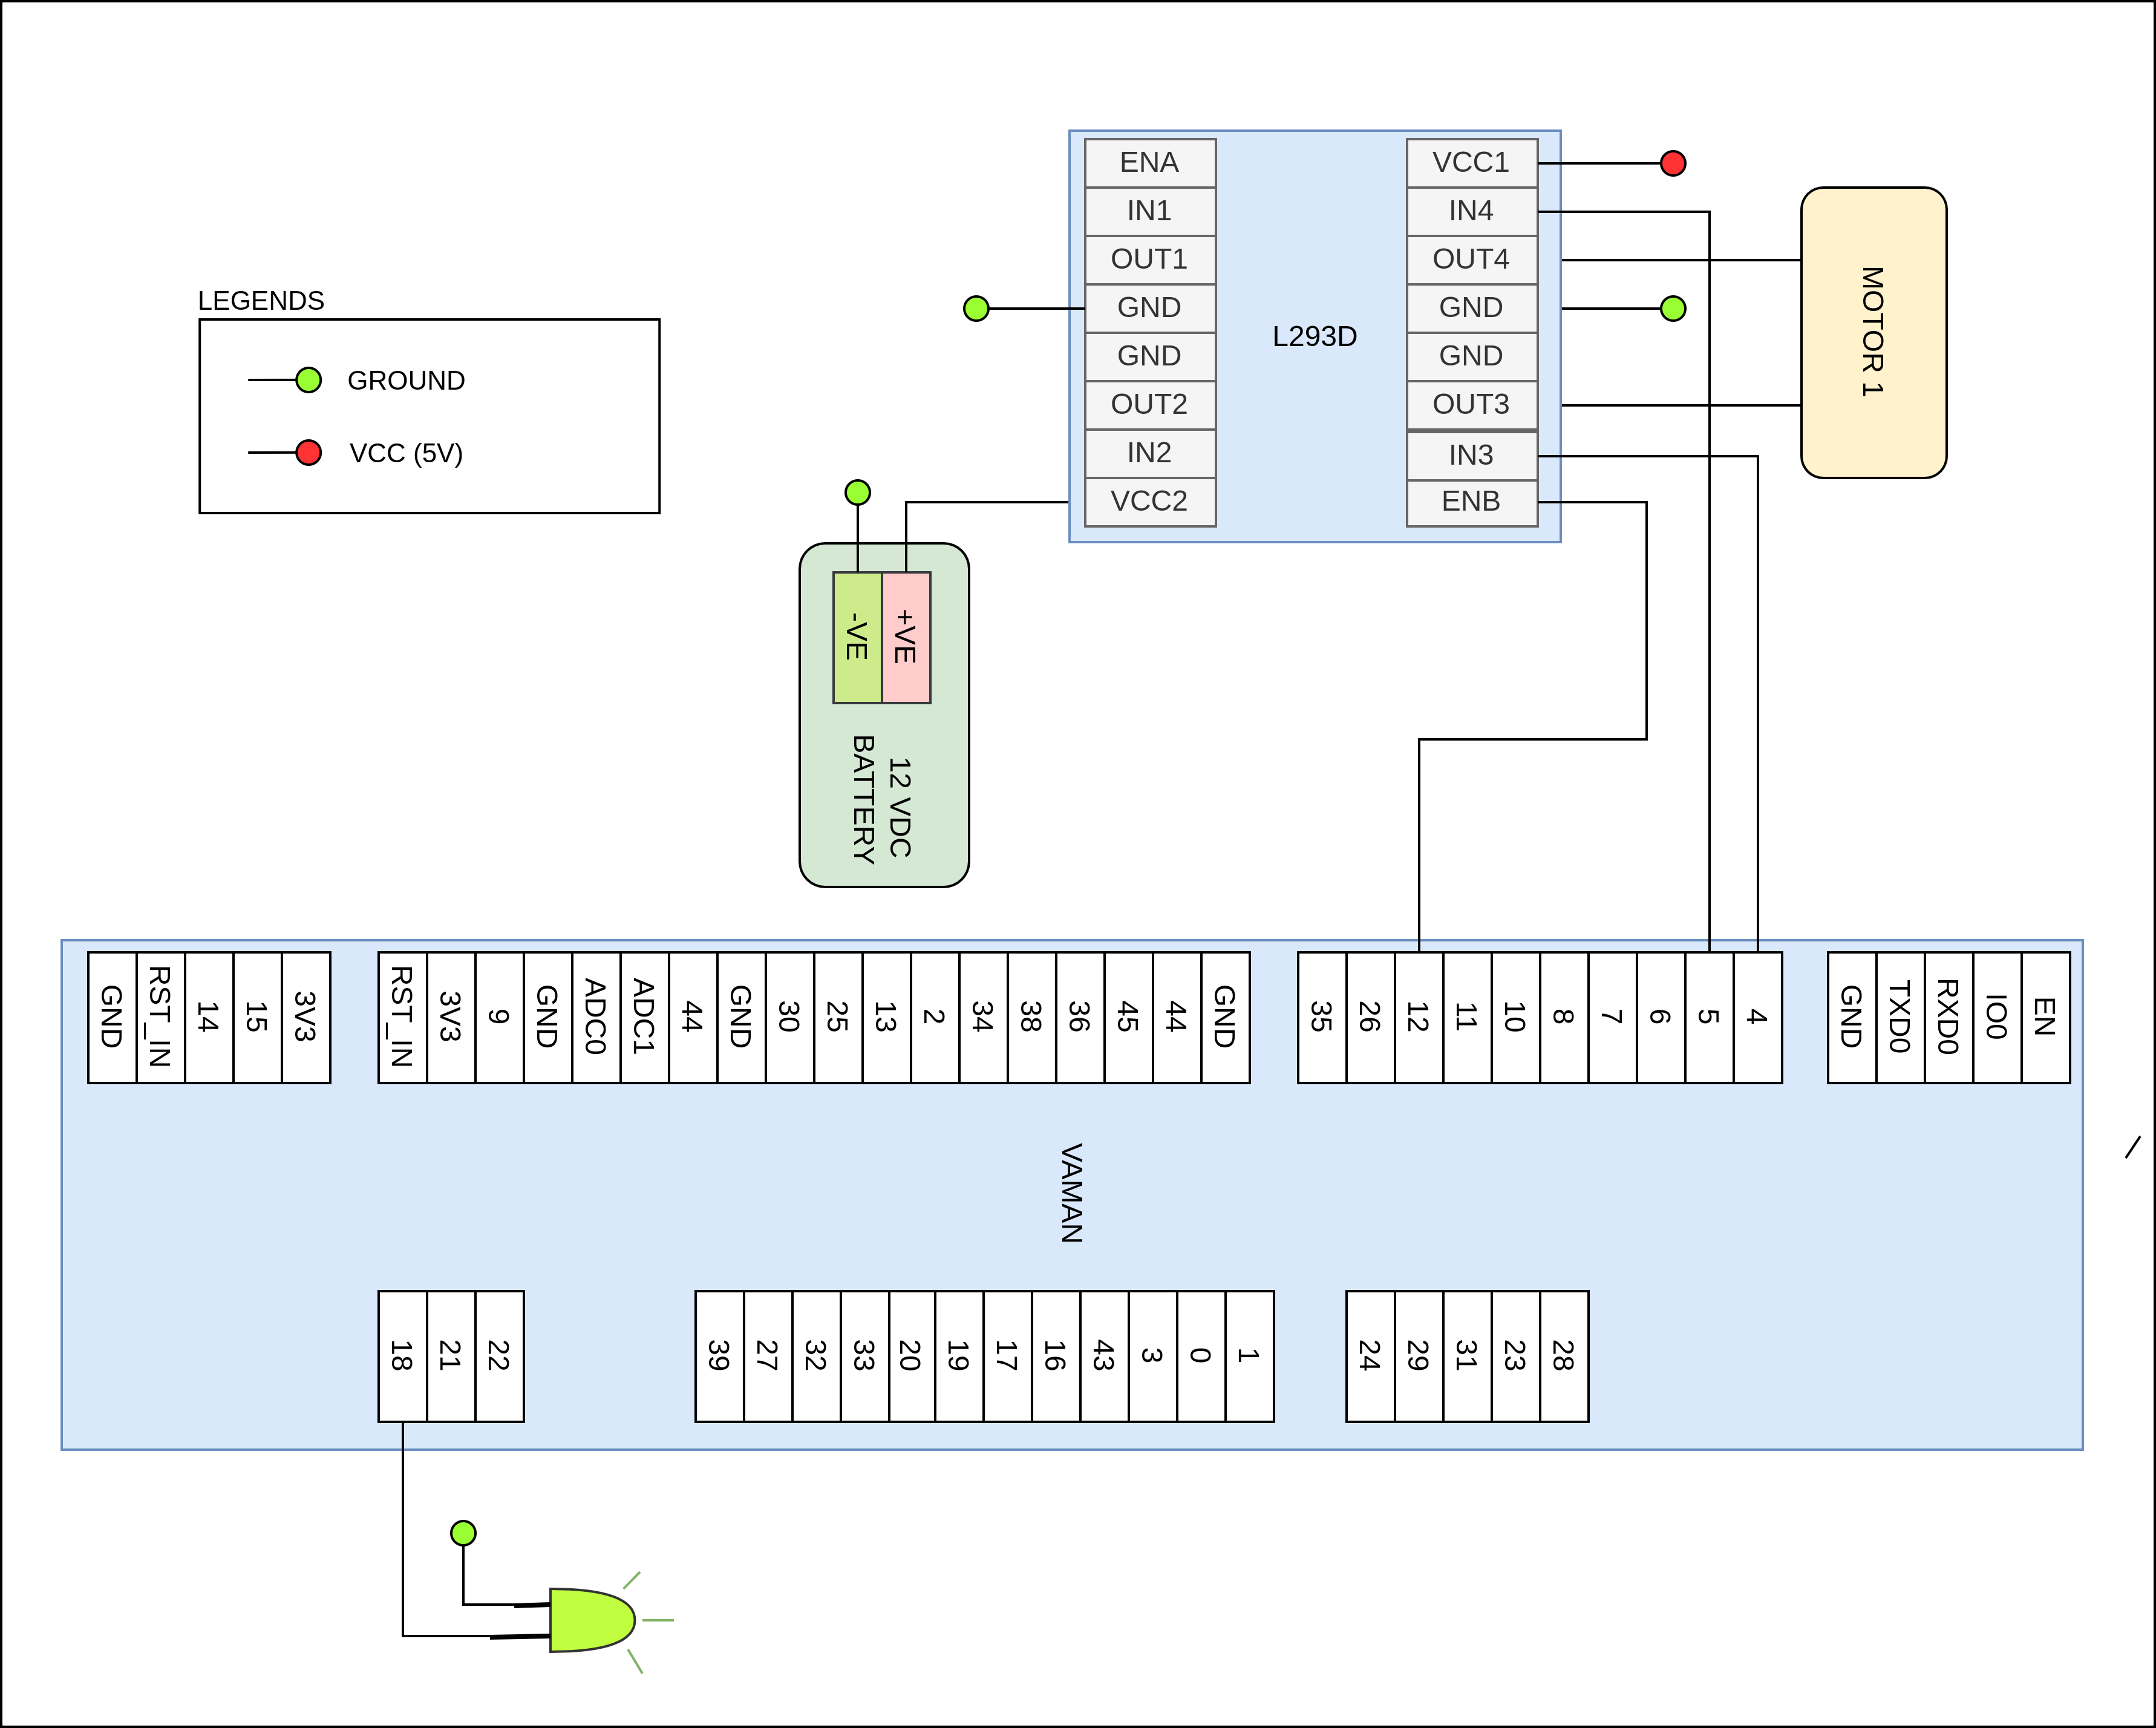 LEGENDS
GROUND
VCC (5V)
ENA
IN1
OUT1
GND
GND
OUT2
IN2
VCC2
L293D
VCC1
IN4
OUT4
GND
GND
OUT3
IN3
ENB
MOTOR 1
-VE
+VE
12 VDC
BATTERY
GND
RST_IN
14
15
3V3
RST_IN
3V3
9
GND
ADC0
ADC1
44
GND
30
25
13
2
34
38
36
45
44
GND
35
26
12
11
10
8
7
6
5
4
GND
TXD0
RXD0
IO0
EN
VAMAN
18
21
22
39
27
32
33
20
19
17
16
43
3
0
1
24
29
31
23
28